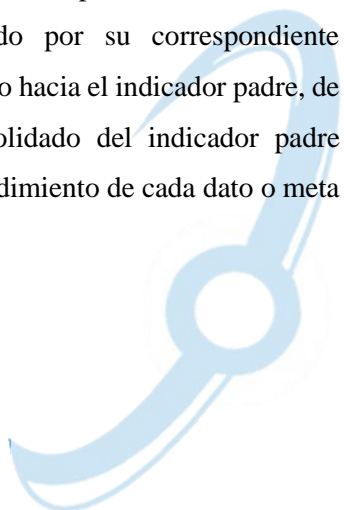 do por su correspondiente
o hacia el indicador padre, de
olidado del indicador padre
dimiento de cada dato o meta